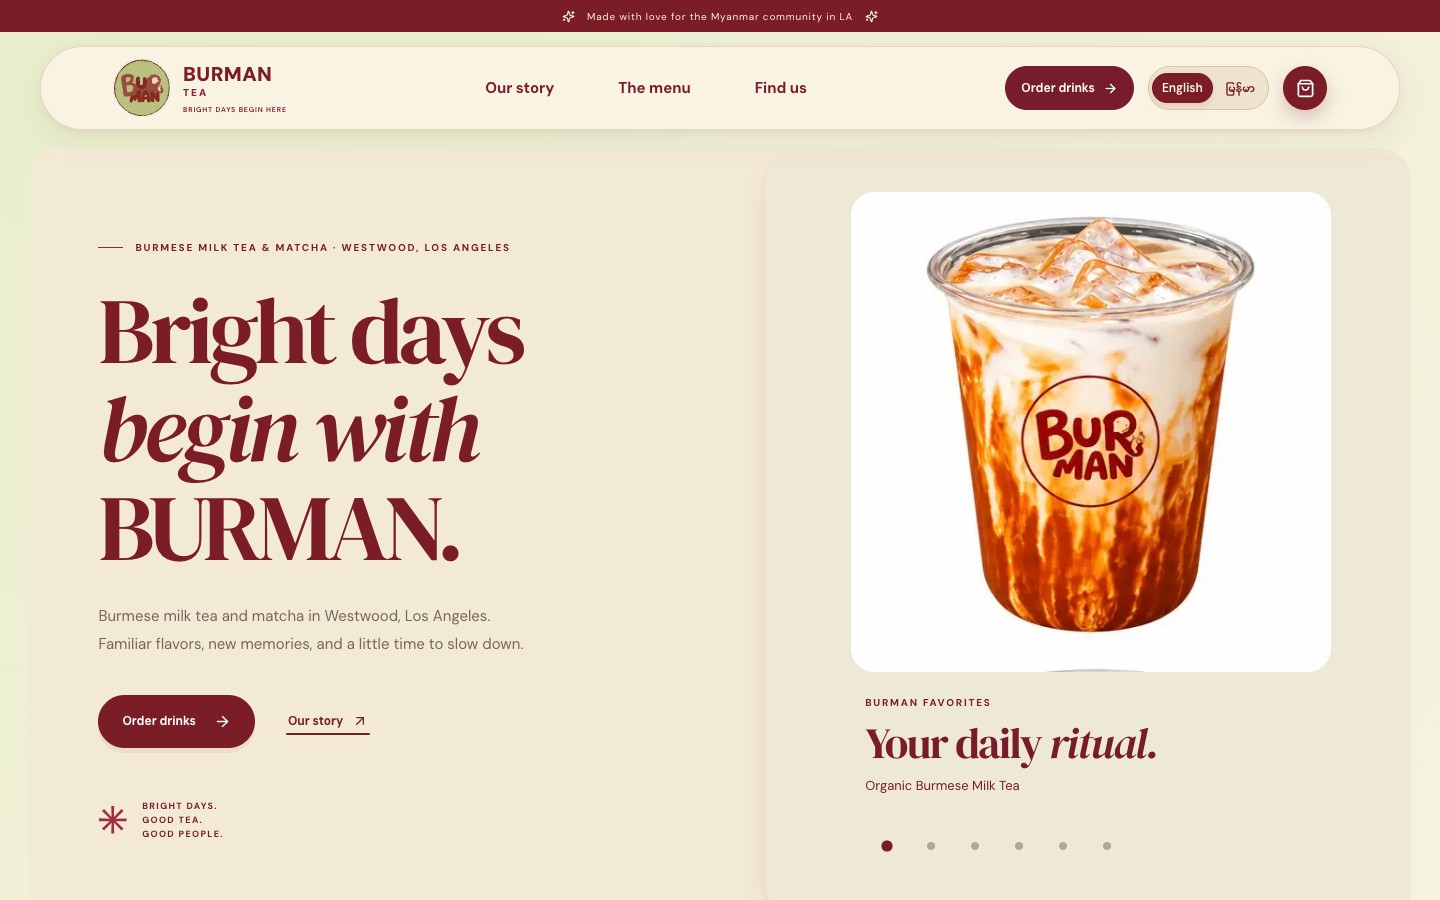 Made with love for the Myanmar community in LA
BURMAN
TEA
BRIGHT DAYS BEGIN HERE
Our story
The menu
Find us
Order drinks
English
မြန်မာ
BURMESE MILK TEA & MATCHA · WESTWOOD, LOS ANGELES
Bright days
begin with
BURMAN.
Burmese milk tea and matcha in Westwood, Los Angeles.
Familiar flavors, new memories, and a little time to slow down.
Order drinks
Our story
BRIGHT DAYS.
GOOD TEA.
GOOD PEOPLE.
BUR
MAN
BUR
MAN
BURMAN FAVORITES
Your daily ritual.
Organic Burmese Milk Tea